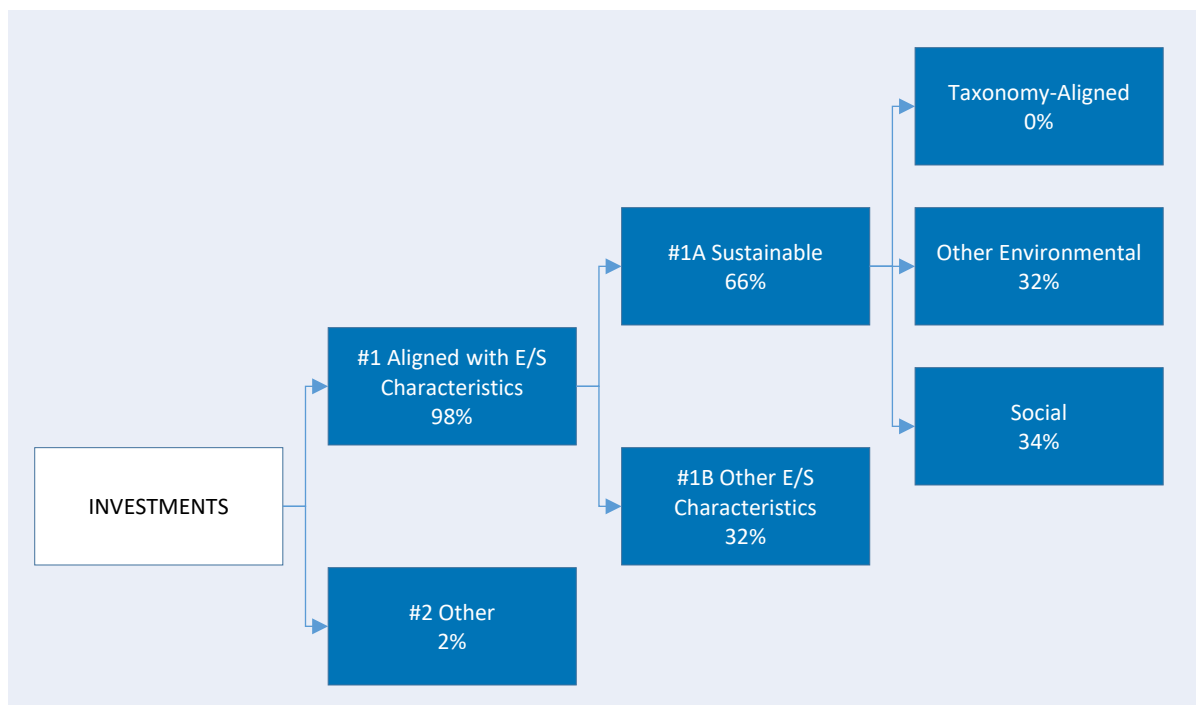 INVESTMENTS
#1 Aligned with E/S
Characteristics
98%
#2 Other
2%
#1A Sustainable
66%
#1B Other E/S
Characteristics
32%
Taxonomy-Aligned
0%
Other Environmental
32%
Social
34%